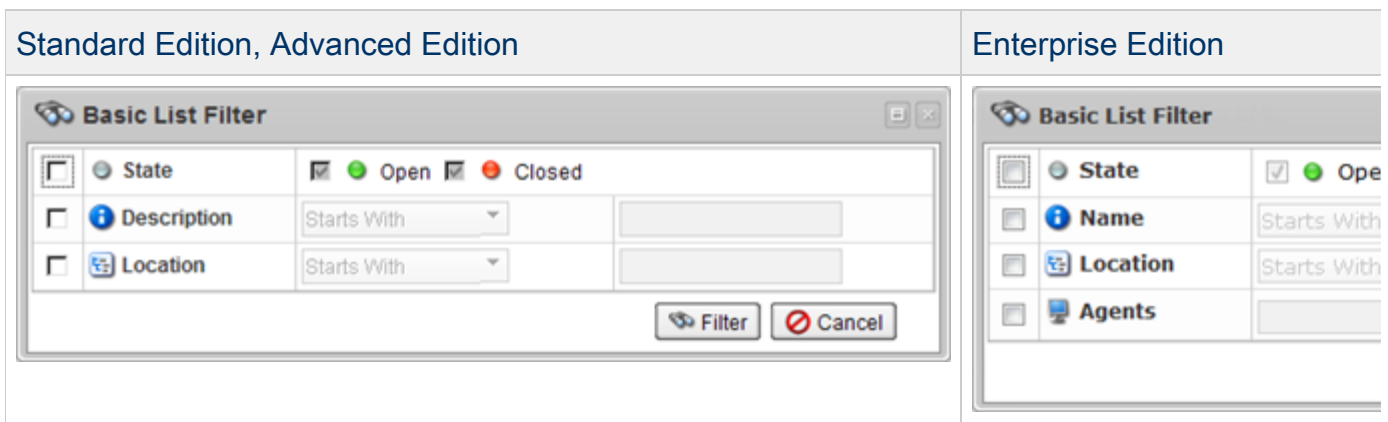 Standard Edition, Advanced Edition
Enterprise Edition
Basic List Filter
State Open Closed
Description Starts With
Location Starts With
Filter Cancel
Basic List Filter
State Ope
Name Starts With
Location Starts With
Agents